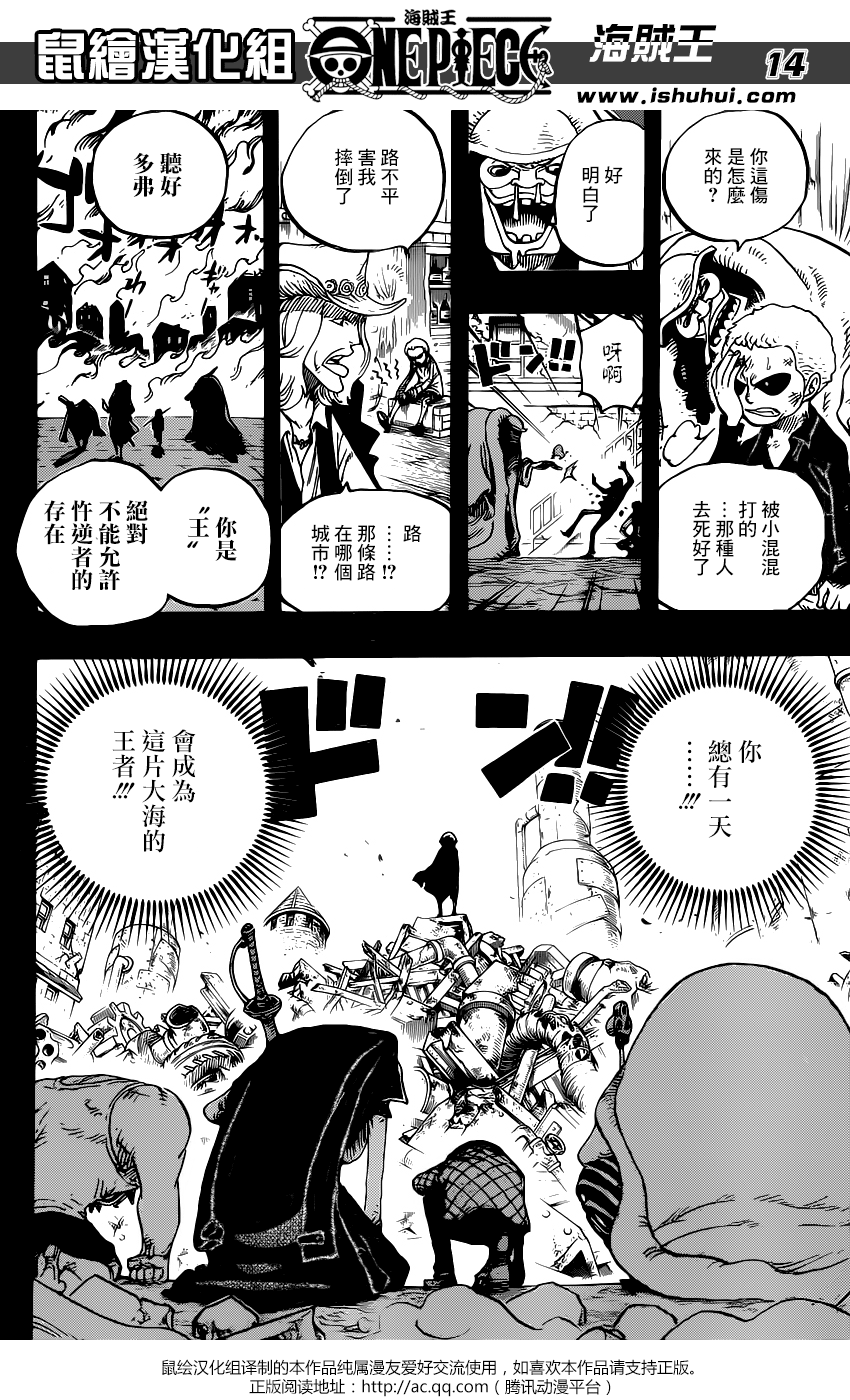 鼠繪漢化組
海賊王
ONE PIECE
海賊王
14
www.ishuhui.com
你這傷
是怎麼
來的?
被小混混
打的
…那種人
去死好了
好
明白了
呀啊
ドン!!
路不平
害我
摔倒了
路
……!?
那條路
在哪個
城市!?
聽好
多弗
你是
〝王〞
絕對
不能允許
忤逆者的
存在
你
總有一天
……!!!
ドン
會成為
這片大海的
王者!!!
鼠绘汉化组译制的本作品纯属漫友爱好交流使用，如喜欢本作品请支持正版。
正版阅读地址：http://ac.qq.com（腾讯动漫平台）